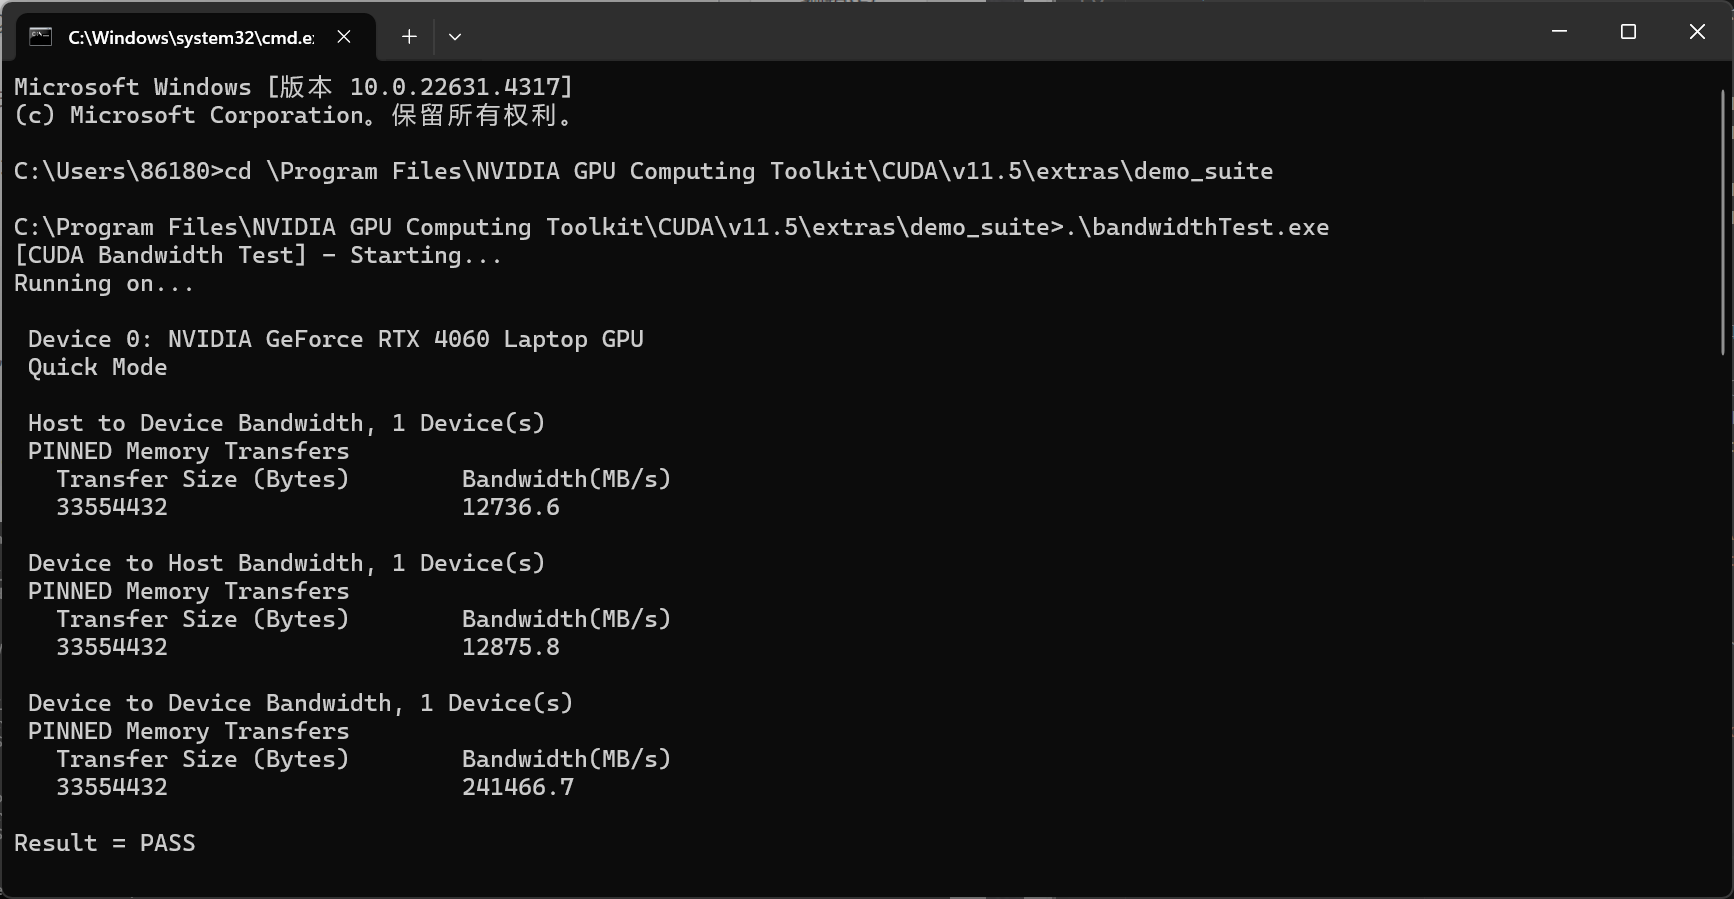 C:\Windows\system32\cmd.e
Microsoft Windows [版本 10.0.22631.4317]
(c) Microsoft Corporation。保留所有权利。
C:\Users\86180>cd \Program Files\NVIDIA GPU Computing Toolkit\CUDA\v11.5\extras\demo_suite
C:\Program Files\NVIDIA GPU Computing Toolkit\CUDA\v11.5\extras\demo_suite>.\bandwidthTest.exe
[CUDA Bandwidth Test] - Starting...
Running on...
Device 0: NVIDIA GeForce RTX 4060 Laptop GPU
Quick Mode
Host to Device Bandwidth, 1 Device(s)
PINNED Memory Transfers
Transfer Size (Bytes) Bandwidth(MB/s)
33554432 12736.6
Device to Host Bandwidth, 1 Device(s)
PINNED Memory Transfers
Transfer Size (Bytes) Bandwidth(MB/s)
33554432 12875.8
Device to Device Bandwidth, 1 Device(s)
PINNED Memory Transfers
Transfer Size (Bytes) Bandwidth(MB/s)
33554432 241466.7
Result = PASS